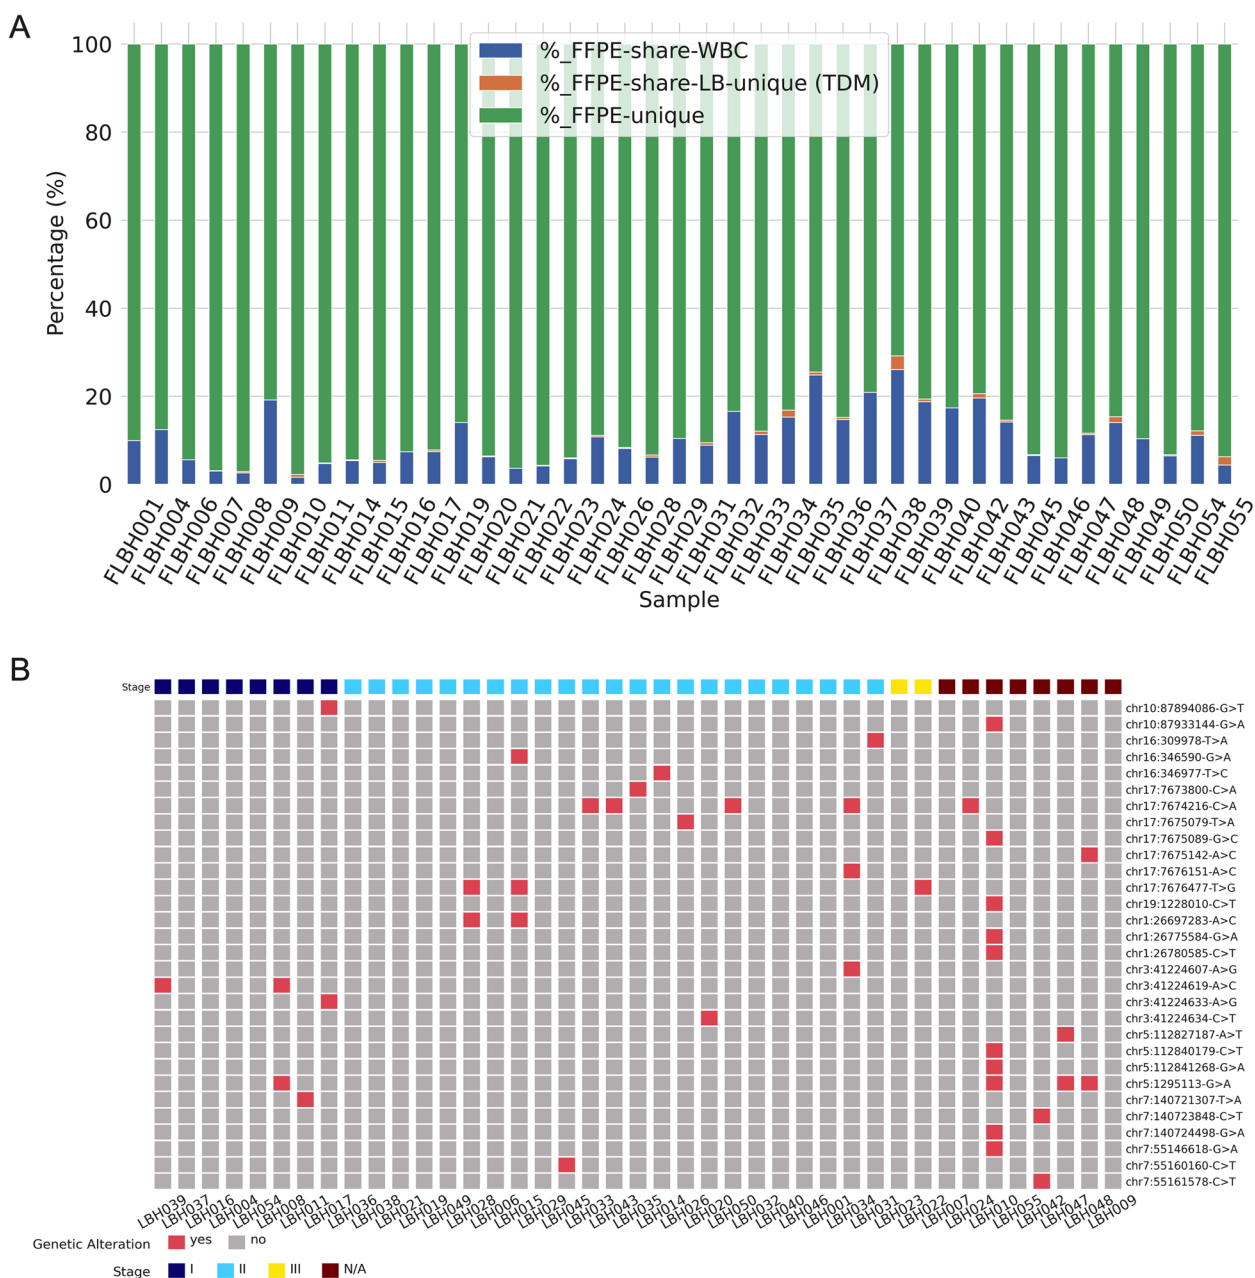 A
100
80
60
40
20
0
Percentage (%)
%_FFPE-share-WBC
%_FFPE-share-LB-unique (TDM)
%_FFPE-unique
FLBH001
FLBH004
FLBH006
FLBH007
FLBH008
FLBH009
FLBH010
FLBH011
FLBH014
FLBH015
FLBH016
FLBH017
FLBH019
FLBH020
FLBH021
FLBH022
FLBH023
FLBH024
FLBH026
FLBH028
FLBH029
FLBH031
FLBH032
FLBH033
FLBH034
FLBH035
FLBH036
FLBH037
FLBH038
FLBH039
FLBH040
FLBH042
FLBH043
FLBH045
FLBH046
FLBH047
FLBH048
FLBH049
FLBH050
FLBH054
FLBH055
Sample
B
Stage
chr10:87894086-G>T
chr10:87933144-G>A
chr16:309978-T>A
chr16:346590-G>A
chr16:346977-T>C
chr17:7673800-C>A
chr17:7674216-C>A
chr17:7675079-T>A
chr17:7675089-G>C
chr17:7675142-A>C
chr17:7676151-A>C
chr17:7676477-T>G
chr19:1228010-C>T
chr1:26697283-A>C
chr1:26775584-G>A
chr1:26780585-C>T
chr3:41224607-A>G
chr3:41224619-A>C
chr3:41224633-A>G
chr3:41224634-C>T
chr5:112827187-A>T
chr5:112840179-C>T
chr5:112841268-G>A
chr5:1295113-G>A
chr7:140721307-T>A
chr7:140723848-C>T
chr7:140724498-G>A
chr7:55146618-G>A
chr7:55160160-C>T
chr7:55161578-C>T
LBH039
LBH037
LBH016
LBH004
LBH054
LBH008
LBH011
LBH017
LBH036
LBH038
LBH021
LBH019
LBH049
LBH028
LBH006
LBH015
LBH029
LBH045
LBH033
LBH043
LBH035
LBH014
LBH026
LBH020
LBH050
LBH032
LBH040
LBH046
LBH001
LBH034
LBH031
LBH023
LBH022
LBH007
LBH024
LBH010
LBH055
LBH042
LBH047
LBH048
LBH009
Genetic Alteration yes no
Stage I II III N/A